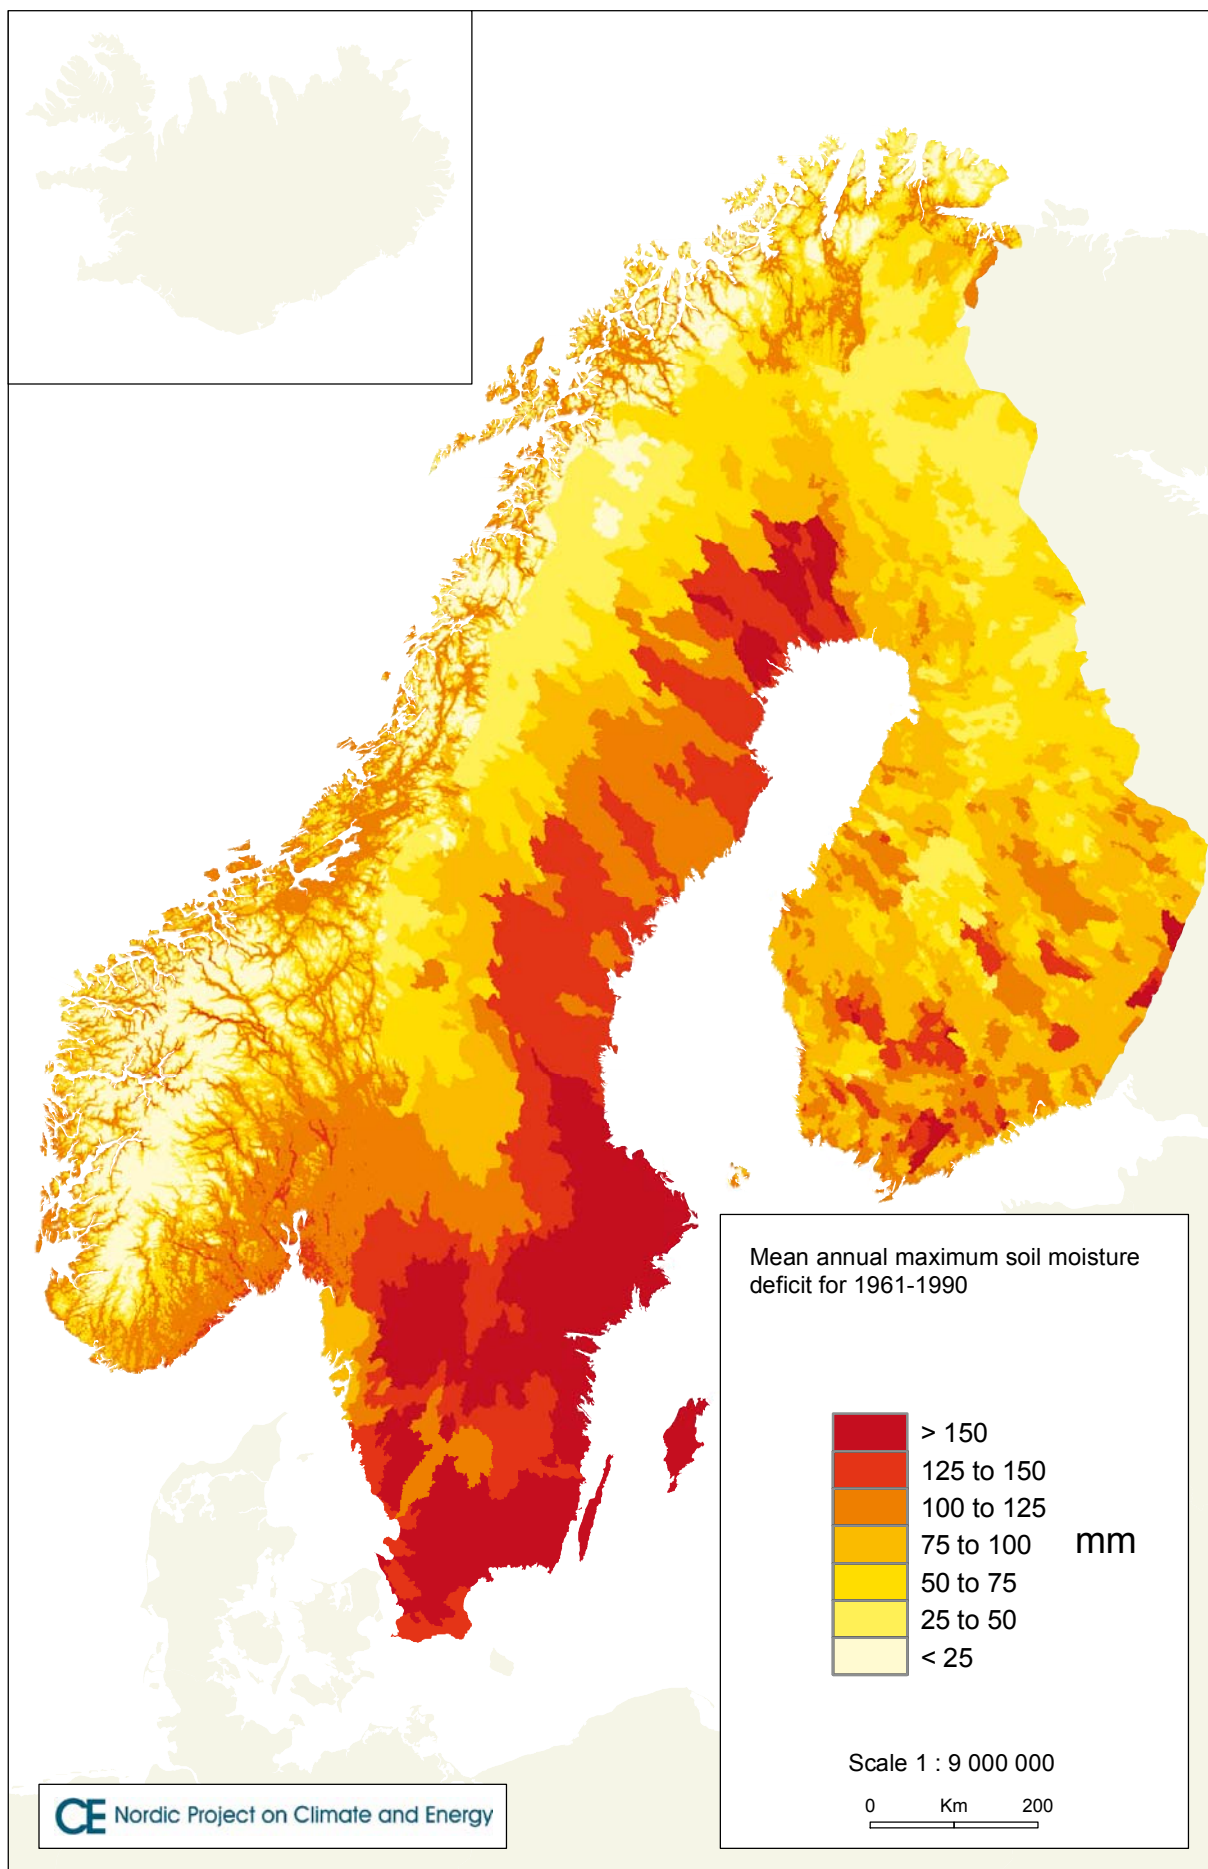 Mean annual maximum soil moisture
deficit for 1961-1990
> 150
125 to 150
100 to 125
75 to 100
mm
50 to 75
25 to 50
< 25
Scale 1 : 9 000 000
0 Km 200
CE Nordic Project on Climate and Energy